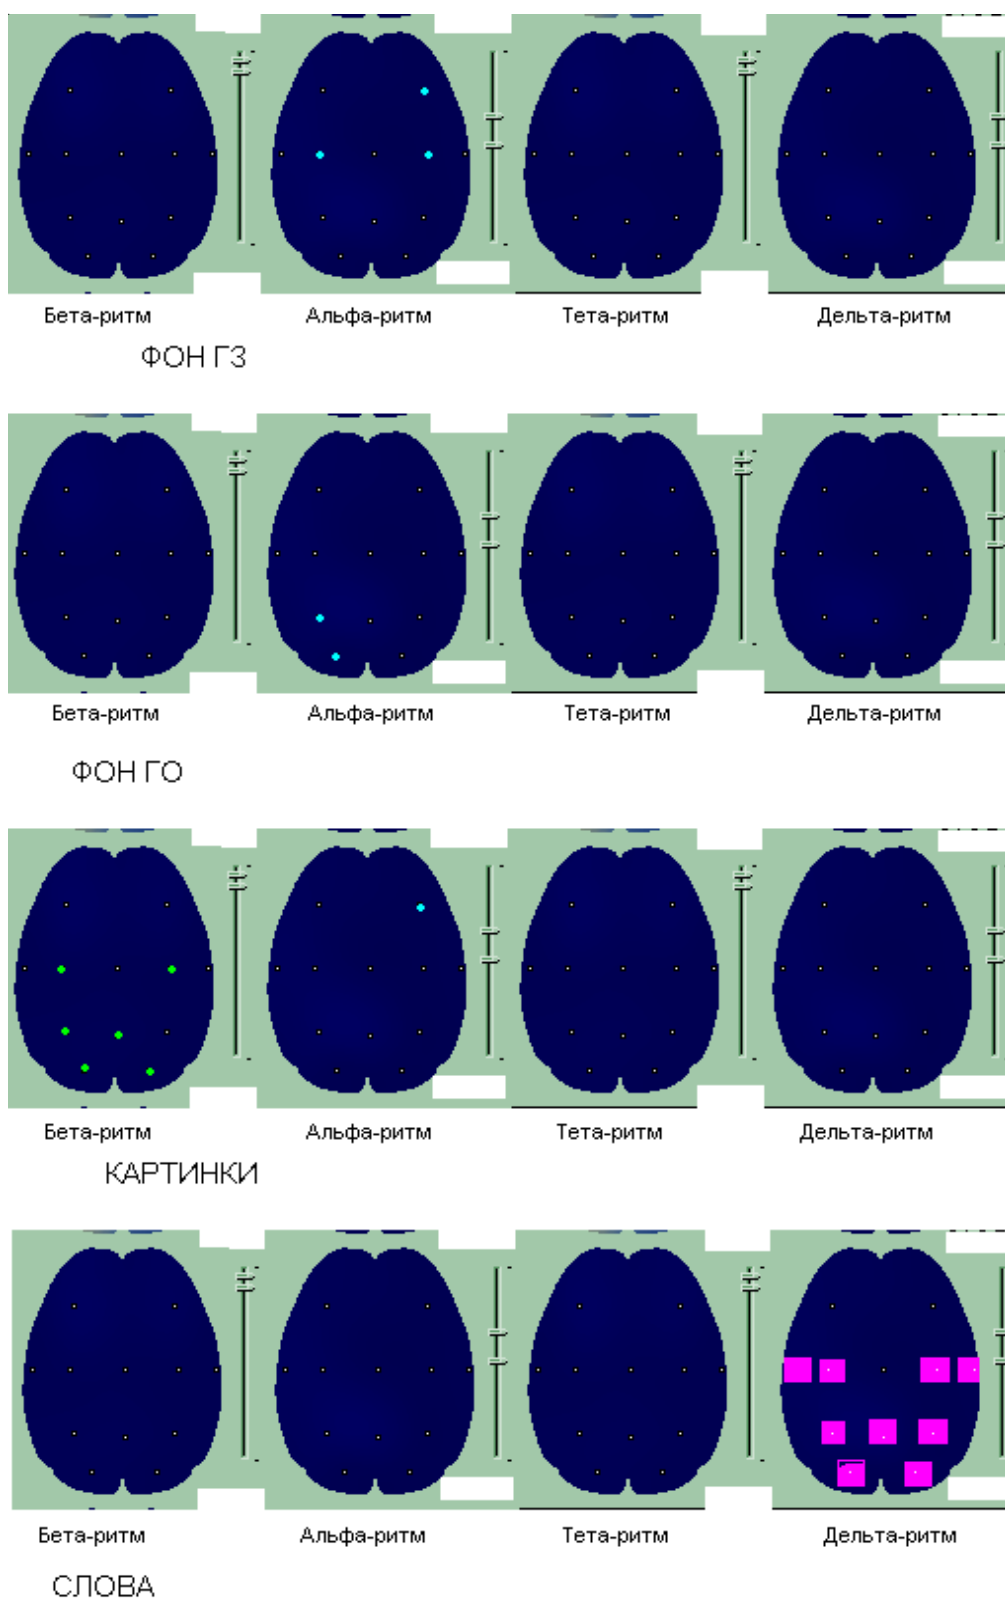 Бета-ритм Альфа-ритм Тета-ритм Дельта-ритм
ФОН ГЗ
Бета-ритм Альфа-ритм Тета-ритм Дельта-ритм
ФОН ГО
Бета-ритм Альфа-ритм Тета-ритм Дельта-ритм
КАРТИНКИ
Бета-ритм Альфа-ритм Тета-ритм Дельта-ритм
СЛОВА